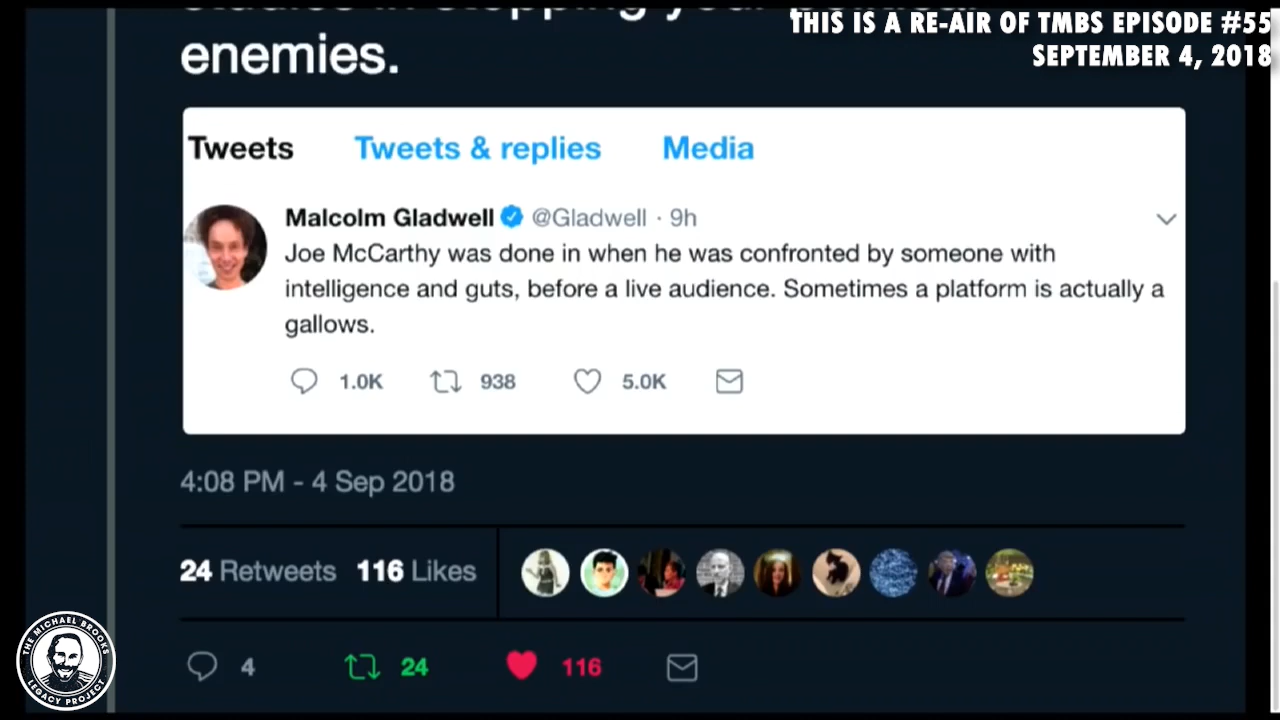 THIS IS A RE-AIR OF TMBS EPISODE #55
SEPTEMBER 4, 2018
enemies.
Tweets Tweets & replies Media
Malcolm Gladwell @Gladwell · 9h
Joe McCarthy was done in when he was confronted by someone with
intelligence and guts, before a live audience. Sometimes a platform is actually a
gallows.
1.0K 938 5.0K
4:08 PM - 4 Sep 2018
24 Retweets 116 Likes
4 24 116
THE MICHAEL BROOKS
LEGACY PROJECT